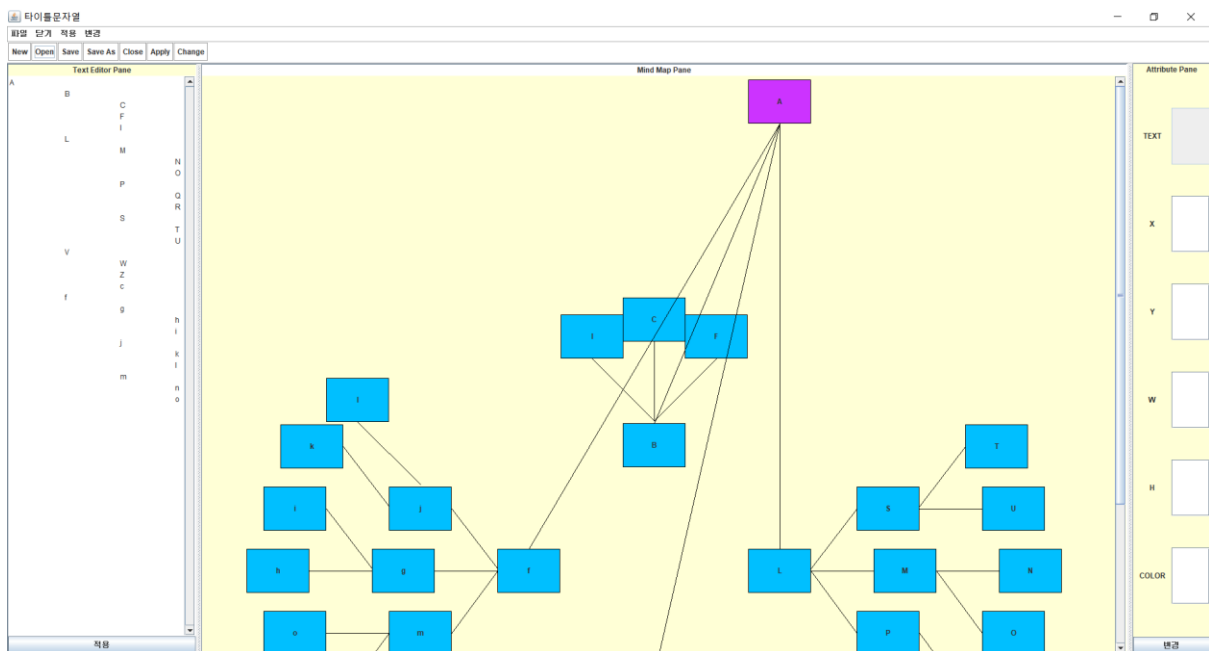 타이틀문자열
파일 닫기 적용 변경
New Open Save Save As Close Apply Change
Text Editor Pane
A
B
C
F
I
L
M
N
O
P
Q
R
S
T
U
V
W
Z
c
f
g
h
i
j
k
l
m
n
o
적용
Mind Map Pane
A
C
I
F
B
l
k
T
i
j
S
U
h
g
f
L
M
N
o
m
P
O
Attribute Pane
TEXT
X
Y
W
H
COLOR
변경